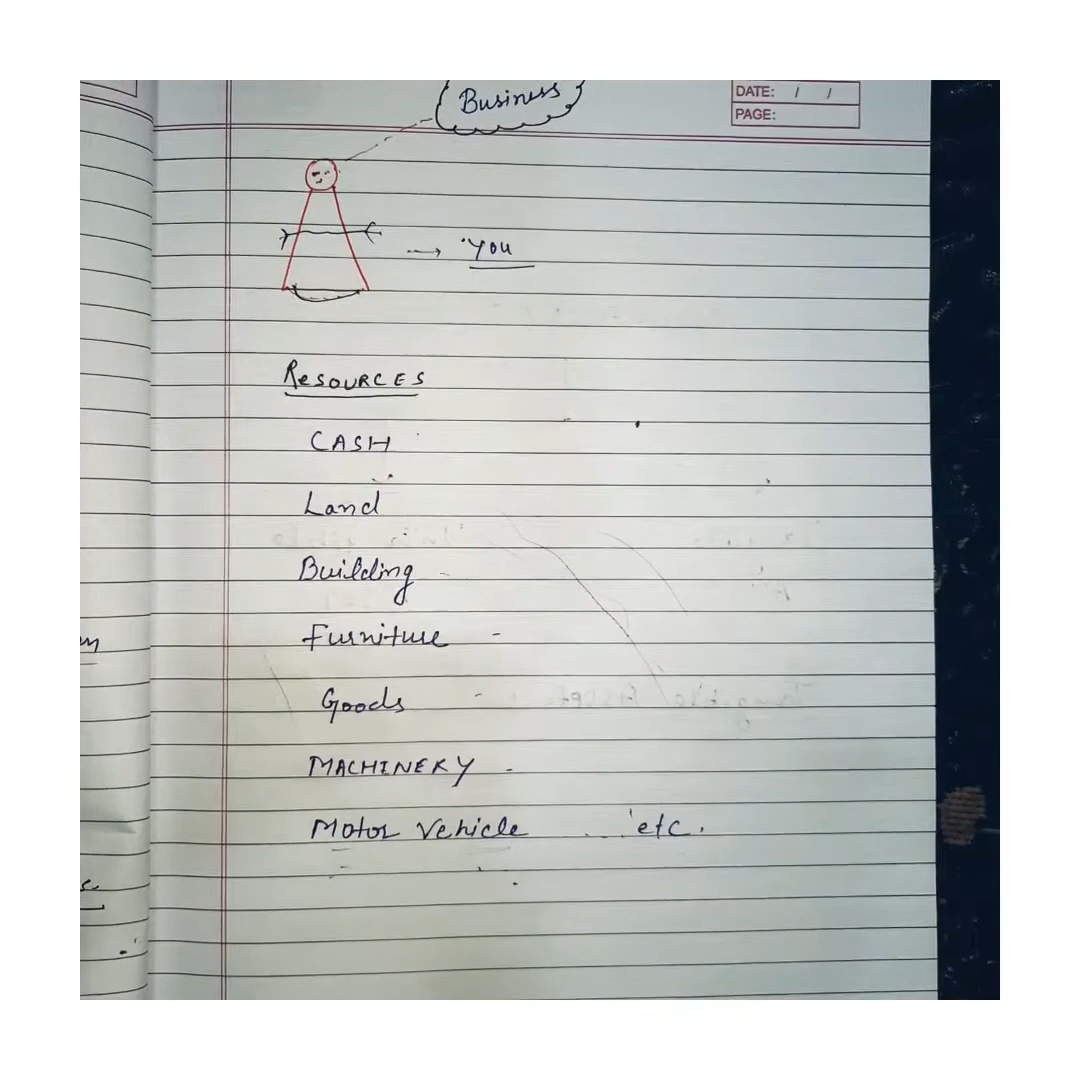 Business
DATE: / /
PAGE:
→ You
RESOURCES
CASH
Land
Building -
Furniture -
Goods -
MACHINERY -
Motor Vehicle ... etc.